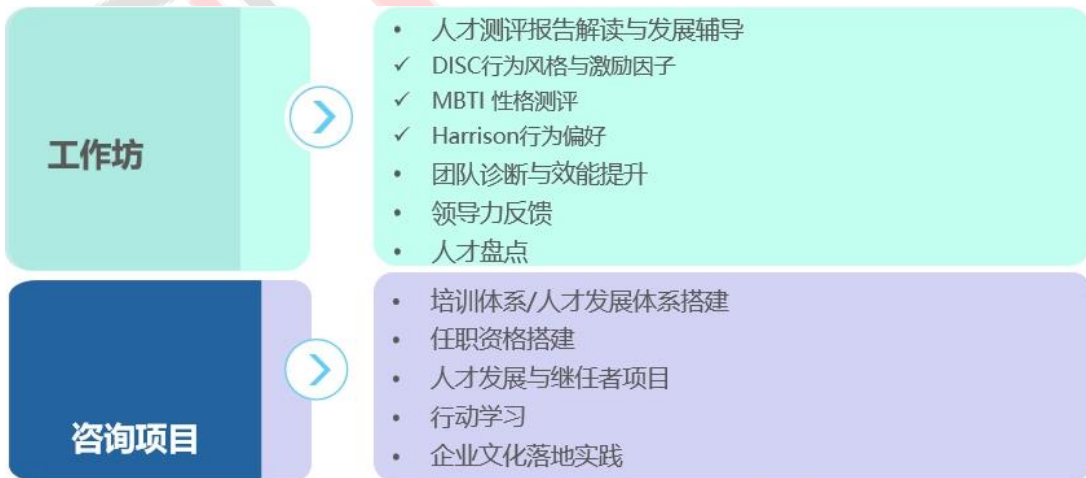 工作坊
• 人才测评报告解读与发展辅导
✓ DISC行为风格与激励因子
✓ MBTI 性格测评
✓ Harrison行为偏好
• 团队诊断与效能提升
• 领导力反馈
• 人才盘点
咨询项目
• 培训体系/人才发展体系搭建
• 任职资格搭建
• 人才发展与继任者项目
• 行动学习
• 企业文化落地实践